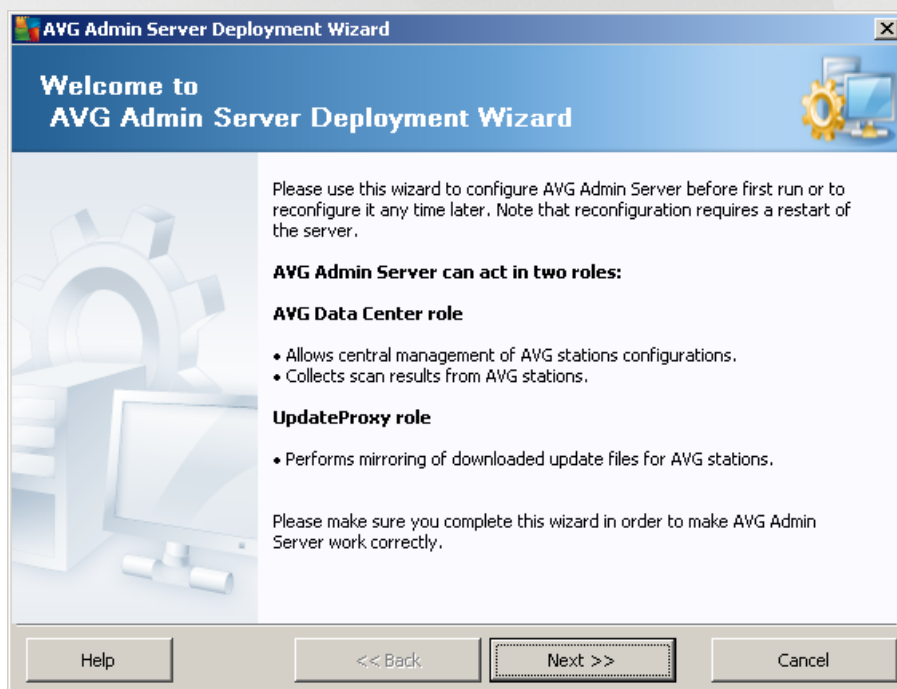 AVG Admin Server Deployment Wizard
Welcome to
AVG Admin Server Deployment Wizard
Please use this wizard to configure AVG Admin Server before first run or to
reconfigure it any time later. Note that reconfiguration requires a restart of
the server.
AVG Admin Server can act in two roles:
AVG Data Center role
• Allows central management of AVG stations configurations.
• Collects scan results from AVG stations.
UpdateProxy role
• Performs mirroring of downloaded update files for AVG stations.
Please make sure you complete this wizard in order to make AVG Admin
Server work correctly.
Help
<< Back
Next >>
Cancel